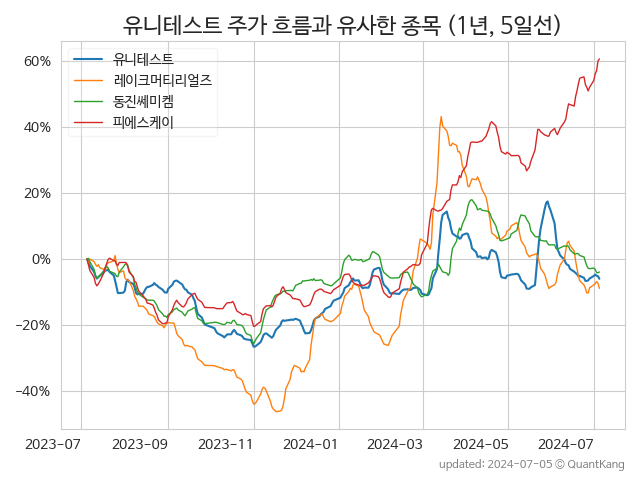 유니테스트 주가 흐름과 유사한 종목 (1년, 5일선)
유니테스트
레이크머티리얼즈
동진쎄미켐
피에스케이
60%
40%
20%
0%
−20%
−40%
2023-07 2023-09 2023-11 2024-01 2024-03 2024-05 2024-07
updated: 2024-07-05 © QuantKang